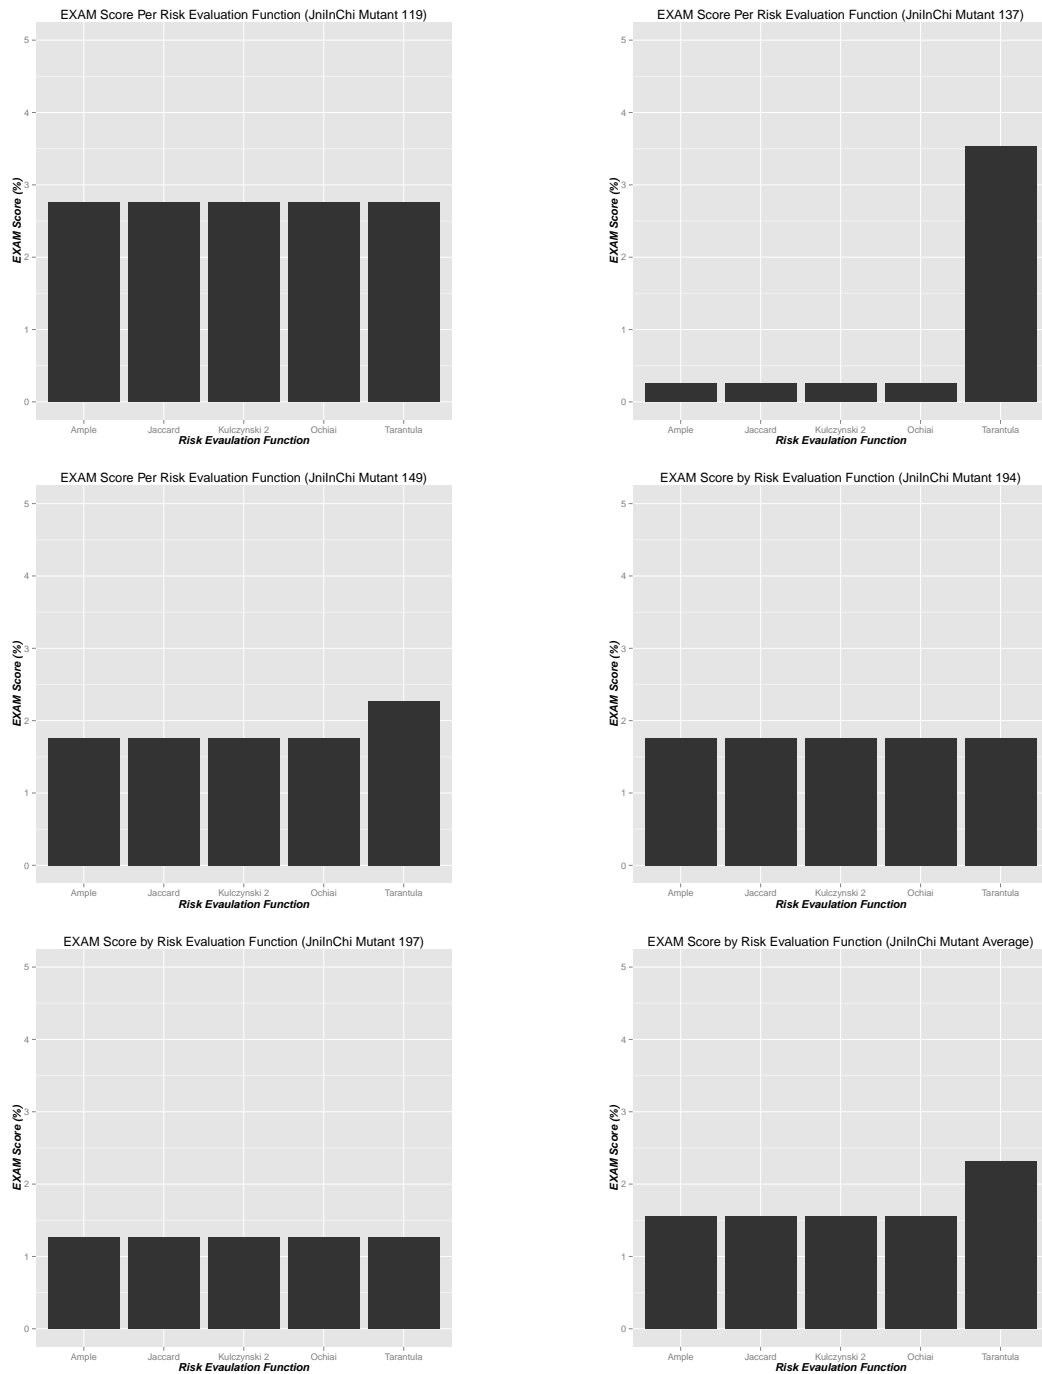 EXAM Score Per Risk Evaluation Function (JniInChi Mutant 119)
5
4
3
2
1
0
EXAM Score (%)
Ample Jaccard Kulczynski 2 Ochiai Tarantula
Risk Evaulation Function
EXAM Score Per Risk Evaluation Function (JniInChi Mutant 137)
5
4
3
2
1
0
EXAM Score (%)
Ample Jaccard Kulczynski 2 Ochiai Tarantula
Risk Evaulation Function
EXAM Score Per Risk Evaluation Function (JniInChi Mutant 149)
5
4
3
2
1
0
EXAM Score (%)
Ample Jaccard Kulczynski 2 Ochiai Tarantula
Risk Evaulation Function
EXAM Score by Risk Evaluation Function (JniInChi Mutant 194)
5
4
3
2
1
0
EXAM Score (%)
Ample Jaccard Kulczynski 2 Ochiai Tarantula
Risk Evaulation Function
EXAM Score by Risk Evaluation Function (JniInChi Mutant 197)
5
4
3
2
1
0
EXAM Score (%)
Ample Jaccard Kulczynski 2 Ochiai Tarantula
Risk Evaulation Function
EXAM Score by Risk Evaluation Function (JniInChi Mutant Average)
5
4
3
2
1
0
EXAM Score (%)
Ample Jaccard Kulczynski 2 Ochiai Tarantula
Risk Evaulation Function